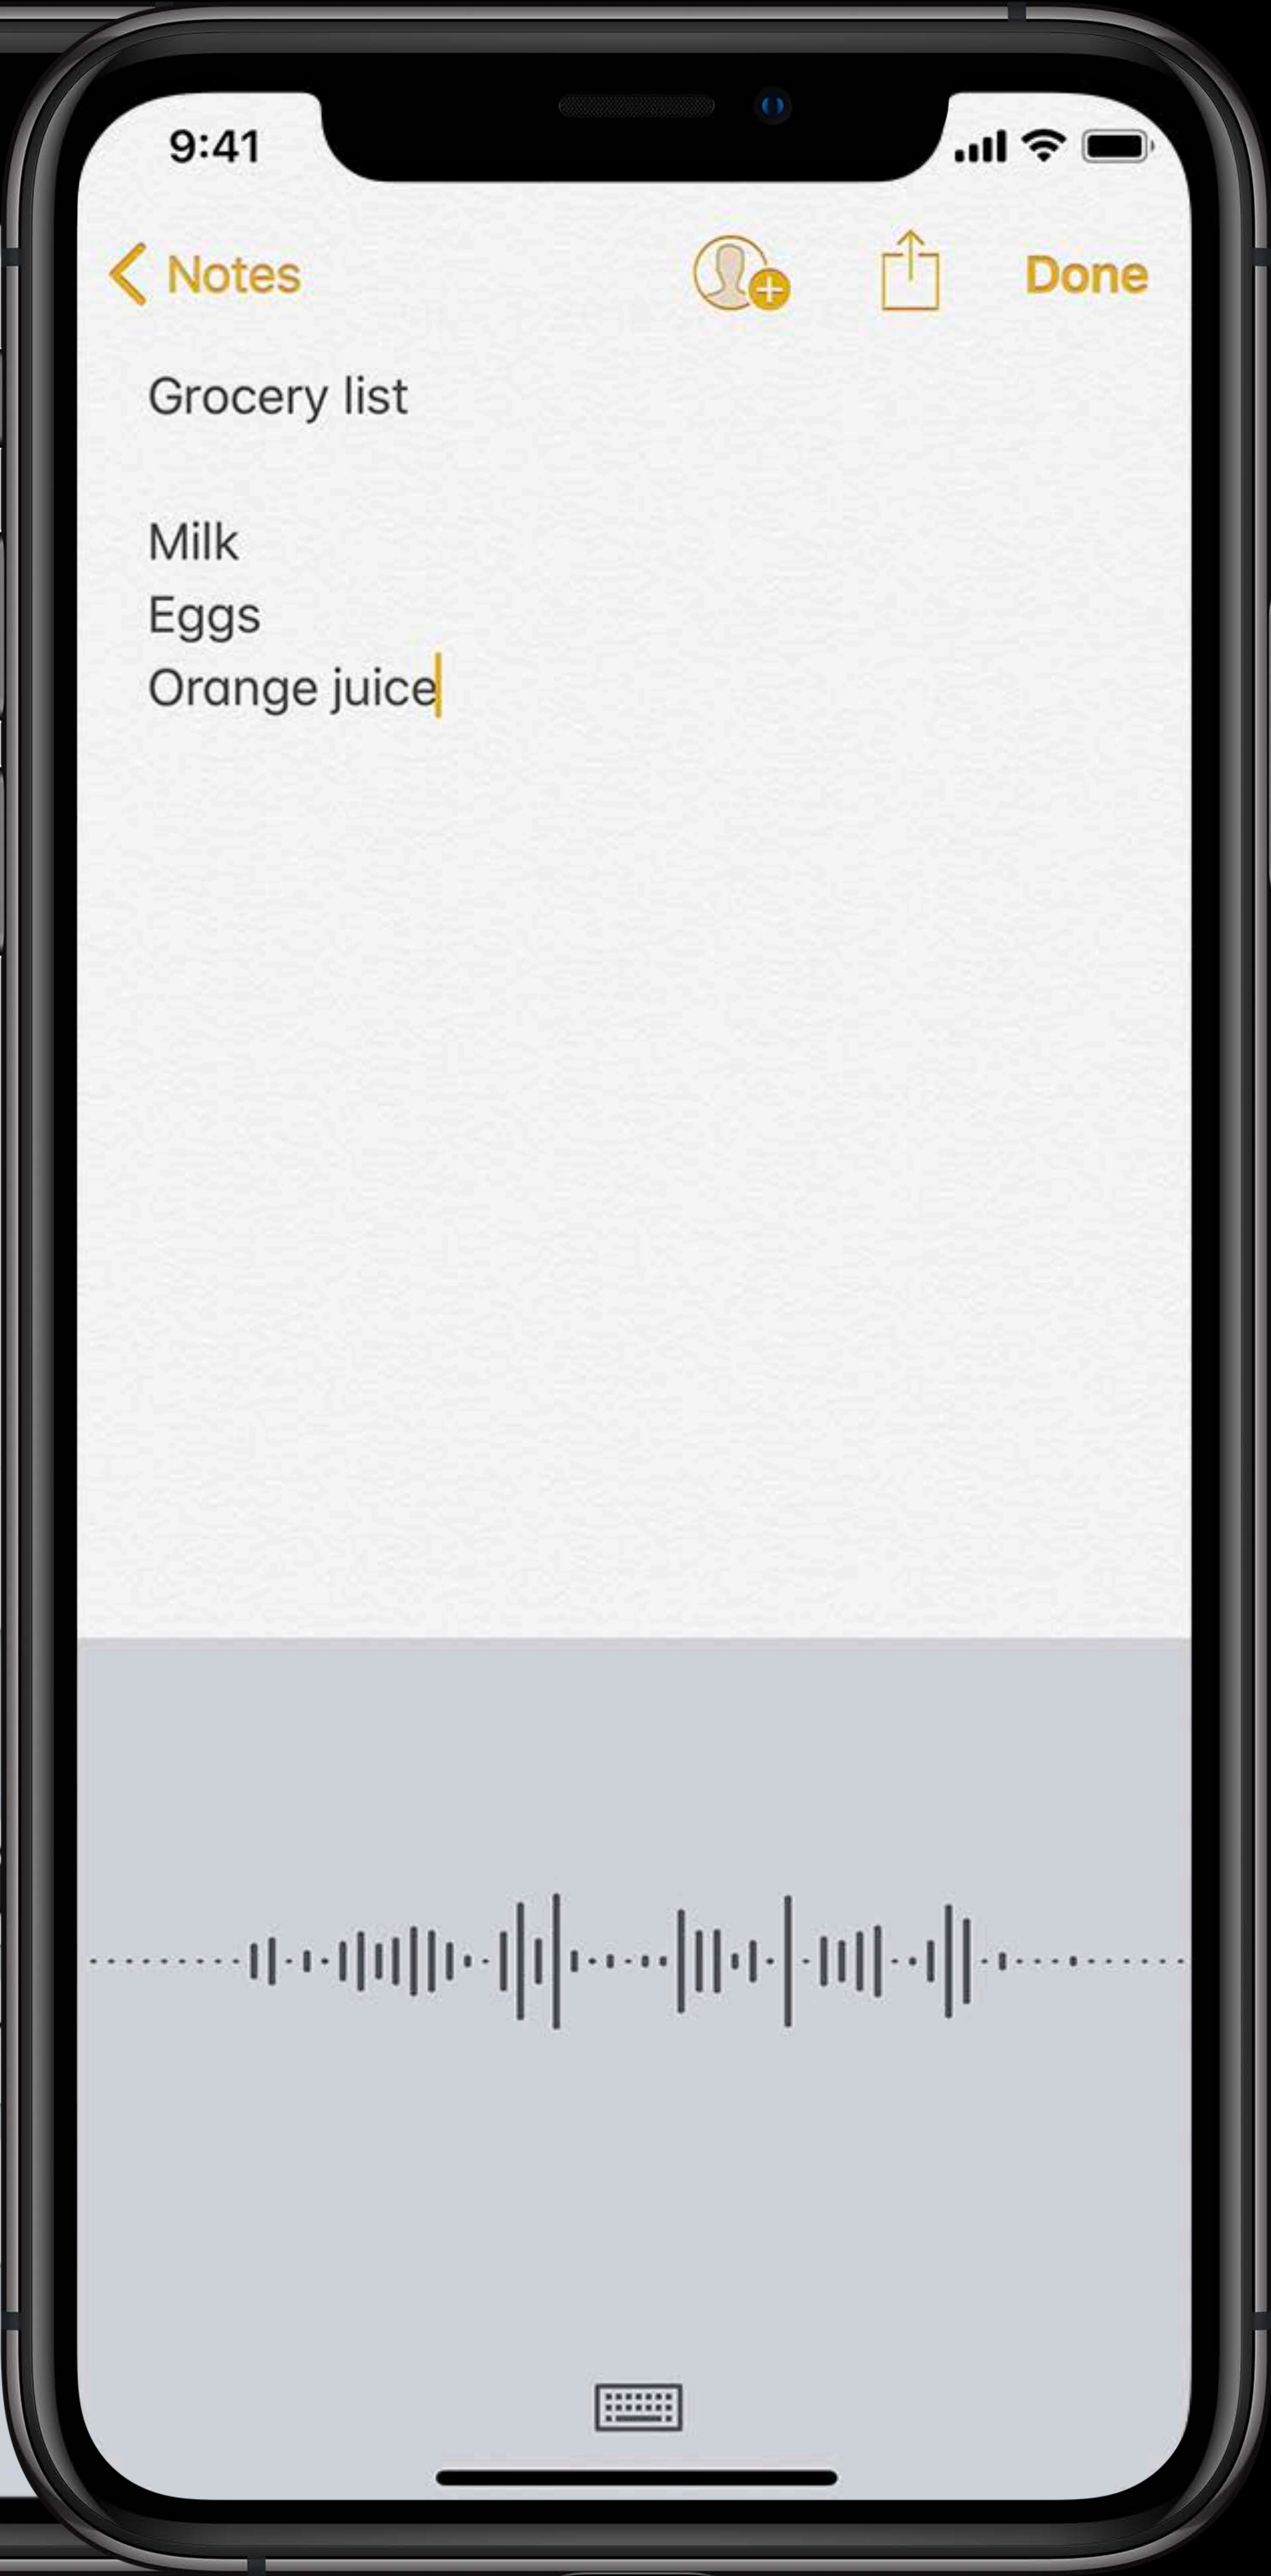 9:41
Notes
Done
Grocery list
Milk
Eggs
Orange juice